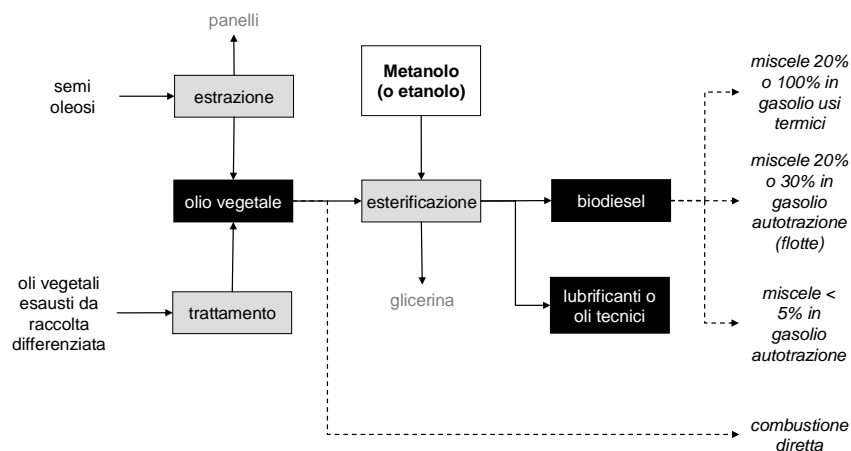 panelli
semi
oleosi
estrazione
Metanolo
(o etanolo)
miscele 20%
o 100% in
gasolio usi
termici
olio vegetale
esterificazione
biodiesel
miscele 20%
o 30% in
gasolio
autotrazione
(flotte)
oli vegetali
esausti da
raccolta
differenziata
trattamento
glicerina
lubrificanti o
oli tecnici
miscele <
5% in
gasolio
autotrazione
combustione
diretta